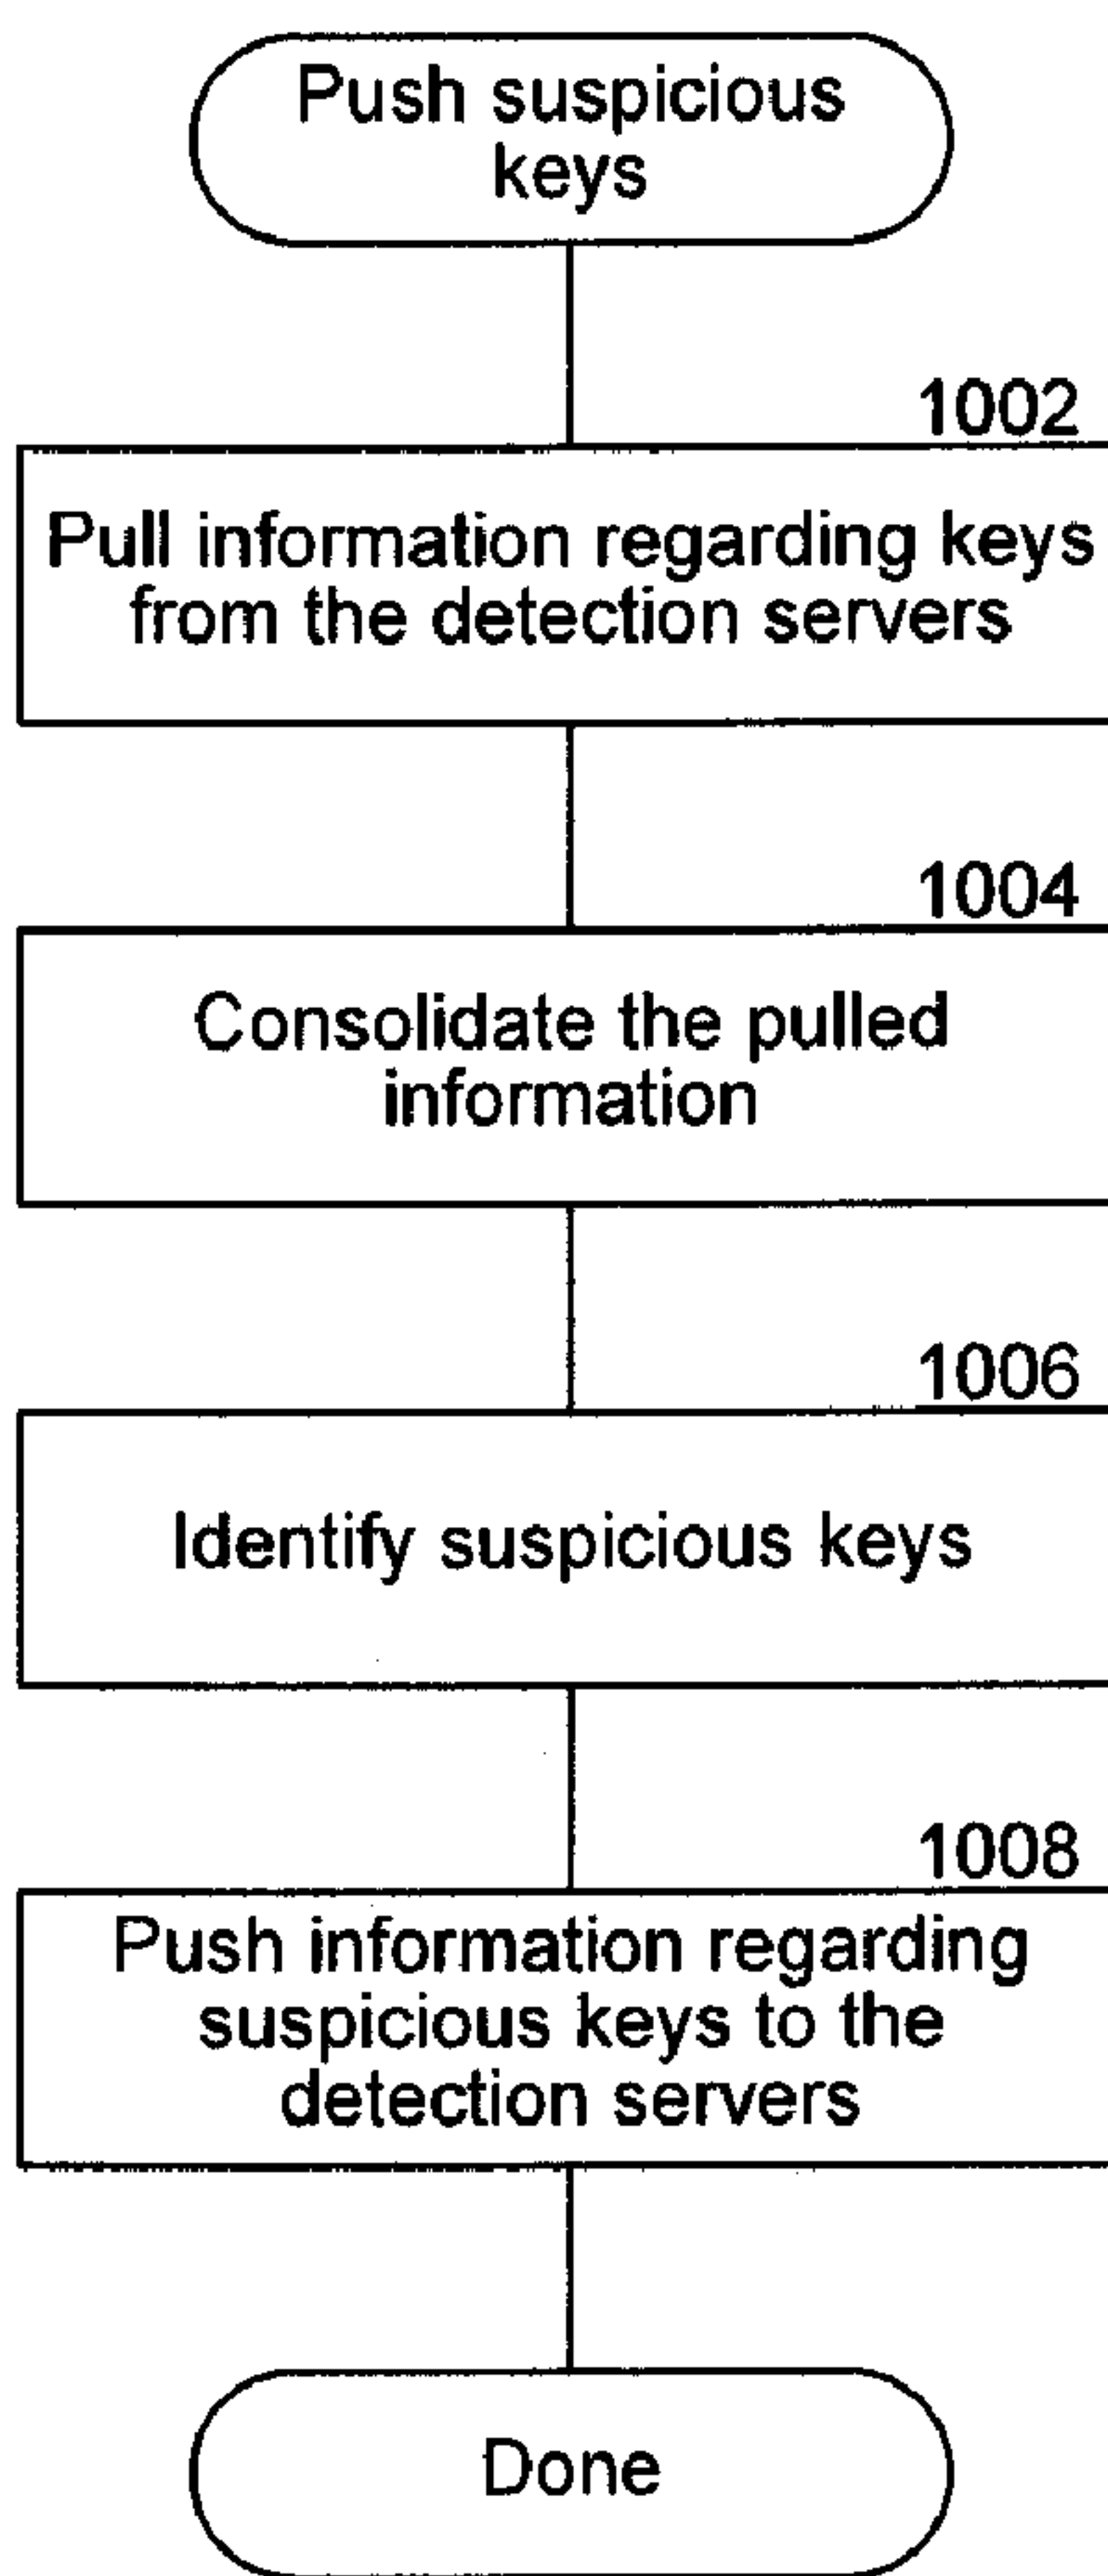 Push suspicious
keys
1002
Pull information regarding keys
from the detection servers
1004
Consolidate the pulled
information
1006
Identify suspicious keys
1008
Push information regarding
suspicious keys to the
detection servers
Done